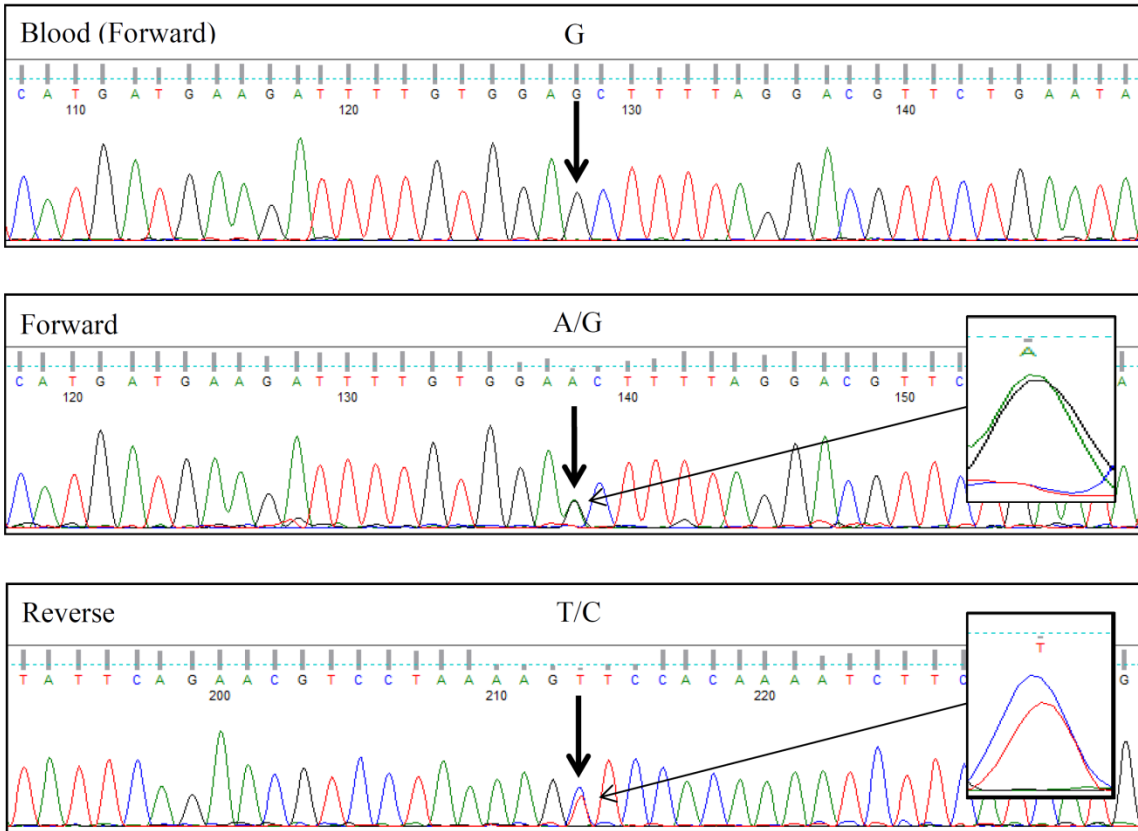 Blood (Forward) G
C A T G A T G A A G A T T T T G T G G A G C T T T T A G G A C G T T C T G A A T A
110 120 130 140
Forward A/G
A
C A T G A T G A A G A T T T T G T G G A A C T T T T A G G A C G T T C A
120 130 140 150
Reverse T/C
T
T A T T C A G A A C G T C C T A A A A G T T C C A C A A A A T C T T C G
200 210 220